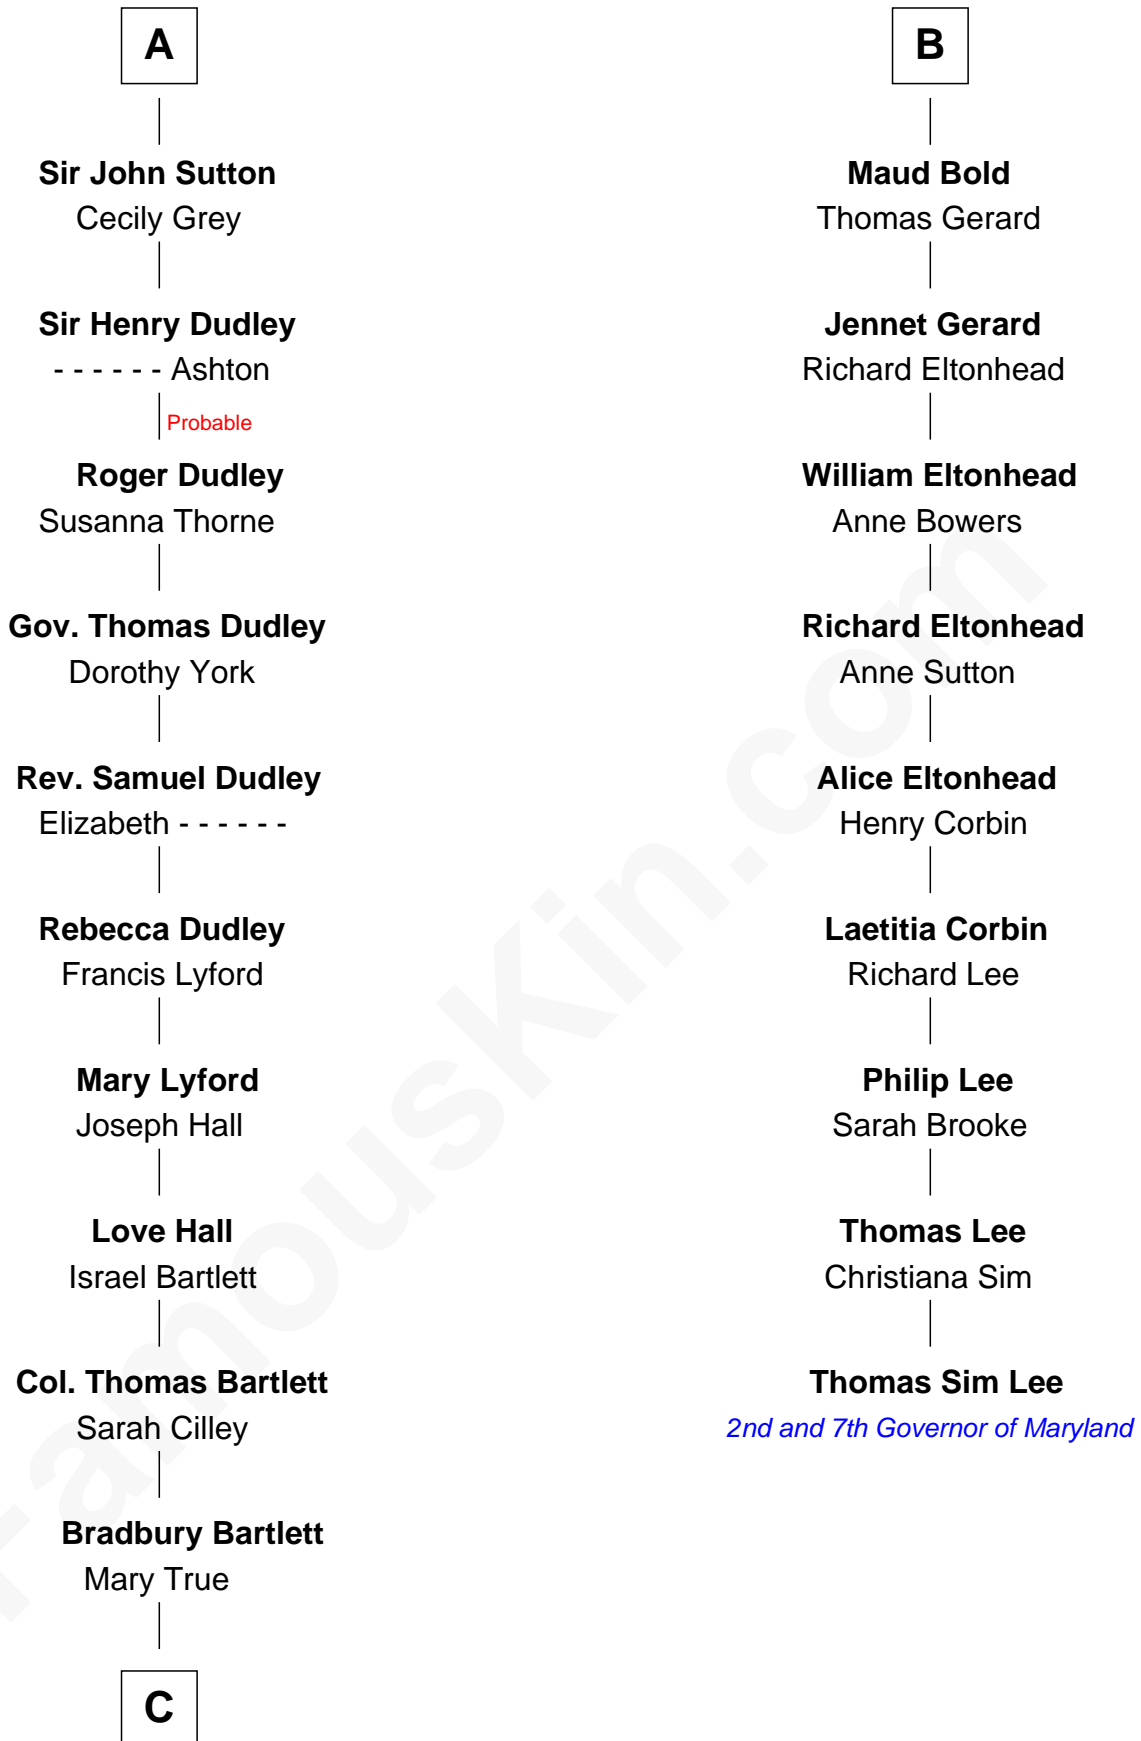 A
Sir John Sutton
Cecily Grey
Sir Henry Dudley
- - - - - - Ashton
Probable
Roger Dudley
Susanna Thorne
Gov. Thomas Dudley
Dorothy York
Rev. Samuel Dudley
Elizabeth - - - - - -
Rebecca Dudley
Francis Lyford
Mary Lyford
Joseph Hall
Love Hall
Israel Bartlett
Col. Thomas Bartlett
Sarah Cilley
Bradbury Bartlett
Mary True
C
B
Maud Bold
Thomas Gerard
Jennet Gerard
Richard Eltonhead
William Eltonhead
Anne Bowers
Richard Eltonhead
Anne Sutton
Alice Eltonhead
Henry Corbin
Laetitia Corbin
Richard Lee
Philip Lee
Sarah Brooke
Thomas Lee
Christiana Sim
Thomas Sim Lee
2nd and 7th Governor of Maryland
FamousKin.com